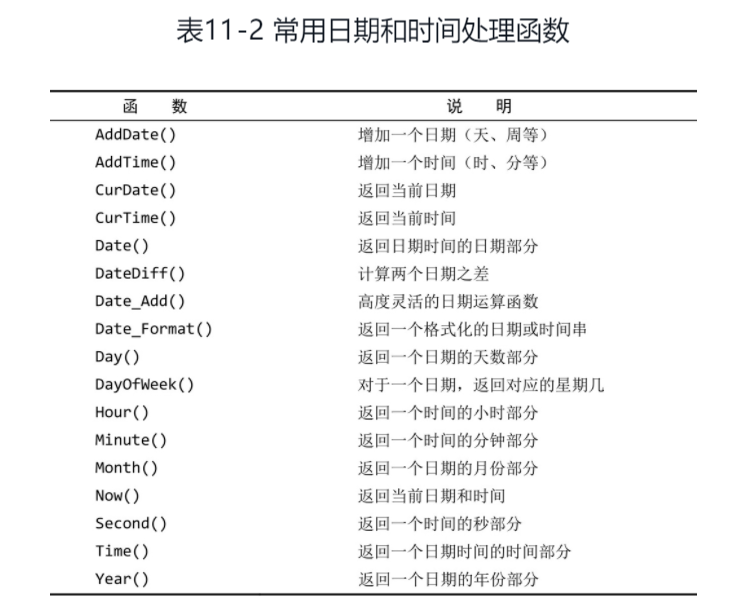 表11-2 常用日期和时间处理函数
函 数 说 明
AddDate() 增加一个日期（天、周等）
AddTime() 增加一个时间（时、分等）
CurDate() 返回当前日期
CurTime() 返回当前时间
Date() 返回日期时间的日期部分
DateDiff() 计算两个日期之差
Date_Add() 高度灵活的日期运算函数
Date_Format() 返回一个格式化的日期或时间串
Day() 返回一个日期的天数部分
DayOfWeek() 对于一个日期，返回对应的星期几
Hour() 返回一个时间的小时部分
Minute() 返回一个时间的分钟部分
Month() 返回一个日期的月份部分
Now() 返回当前日期和时间
Second() 返回一个时间的秒部分
Time() 返回一个日期时间的时间部分
Year() 返回一个日期的年份部分